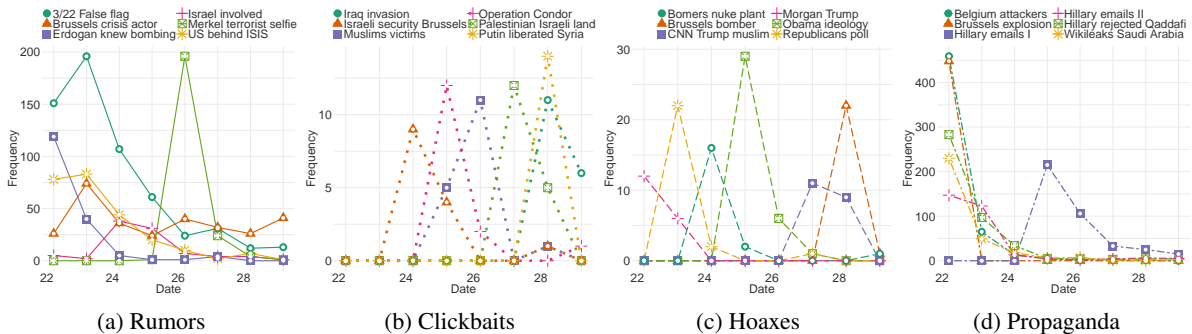 3/22 False flag Israel involved
Brussels crisis actor Merkel terrorist selfie
Erdogan knew bombing US behind ISIS
200
150
100
50
0
Frequency
22 24 26 28
Date
(a) Rumors
Iraq invasion Operation Condor
Israeli security Brussels Palestinian Israeli land
Muslims victims Putin liberated Syria
10
5
0
Frequency
22 24 26 28
Date
(b) Clickbaits
Bomers nuke plant Morgan Trump
Brussels bomber Obama ideology
CNN Trump muslim Republicans poll
30
20
10
0
Frequency
22 24 26 28
Date
(c) Hoaxes
Belgium attackers Hillary emails II
Brussels explosion Hillary rejected Qaddafi
Hillary emails I Wikileaks Saudi Arabia
400
300
200
100
0
Frequency
22 24 26 28
Date
(d) Propaganda